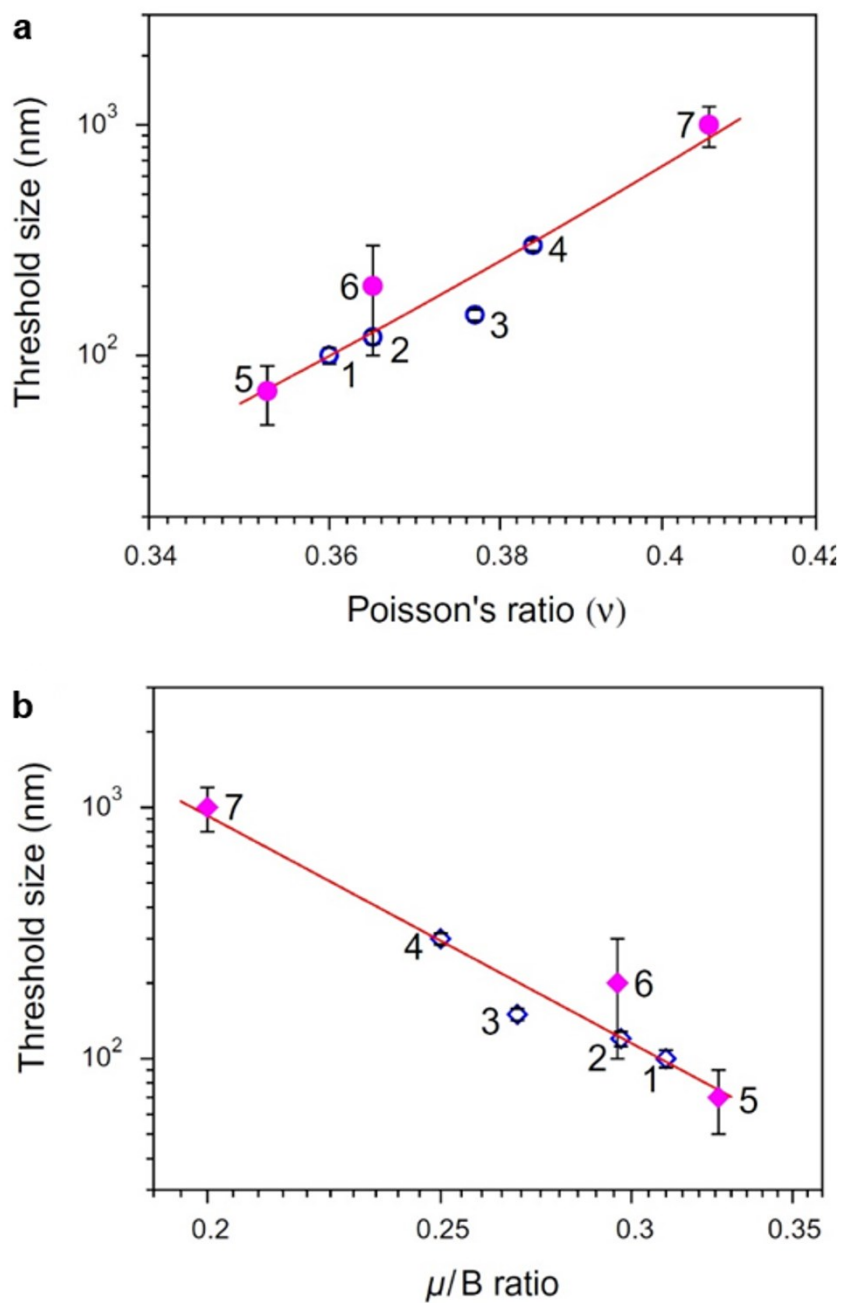 a
Threshold size (nm)
10³
10²
7
4
6
3
2
5
1
0.34 0.36 0.38 0.4 0.42
Poisson's ratio (ν)
b
Threshold size (nm)
10³
10²
7
4
6
3
2
1
5
0.2 0.25 0.3 0.35
μ/B ratio